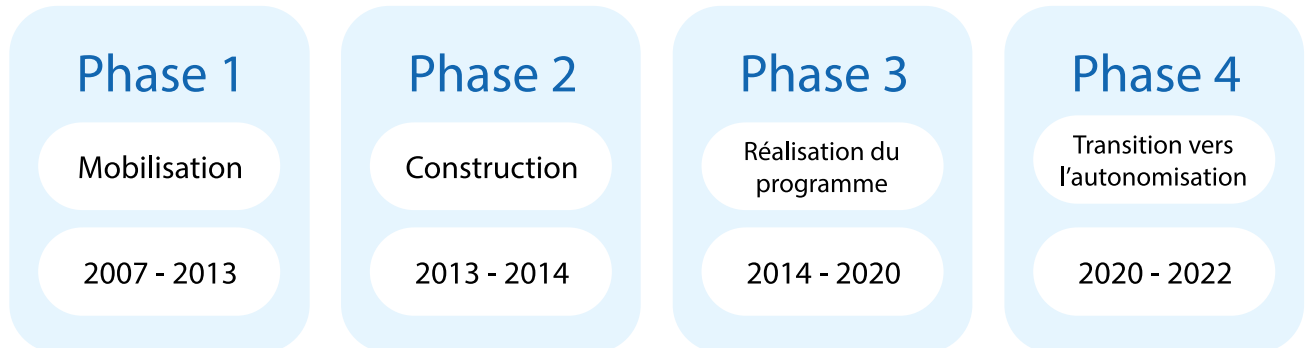 Phase 1
Mobilisation
2007 - 2013
Phase 2
Construction
2013 - 2014
Phase 3
Réalisation du
programme
2014 - 2020
Phase 4
Transition vers
l'autonomisation
2020 - 2022